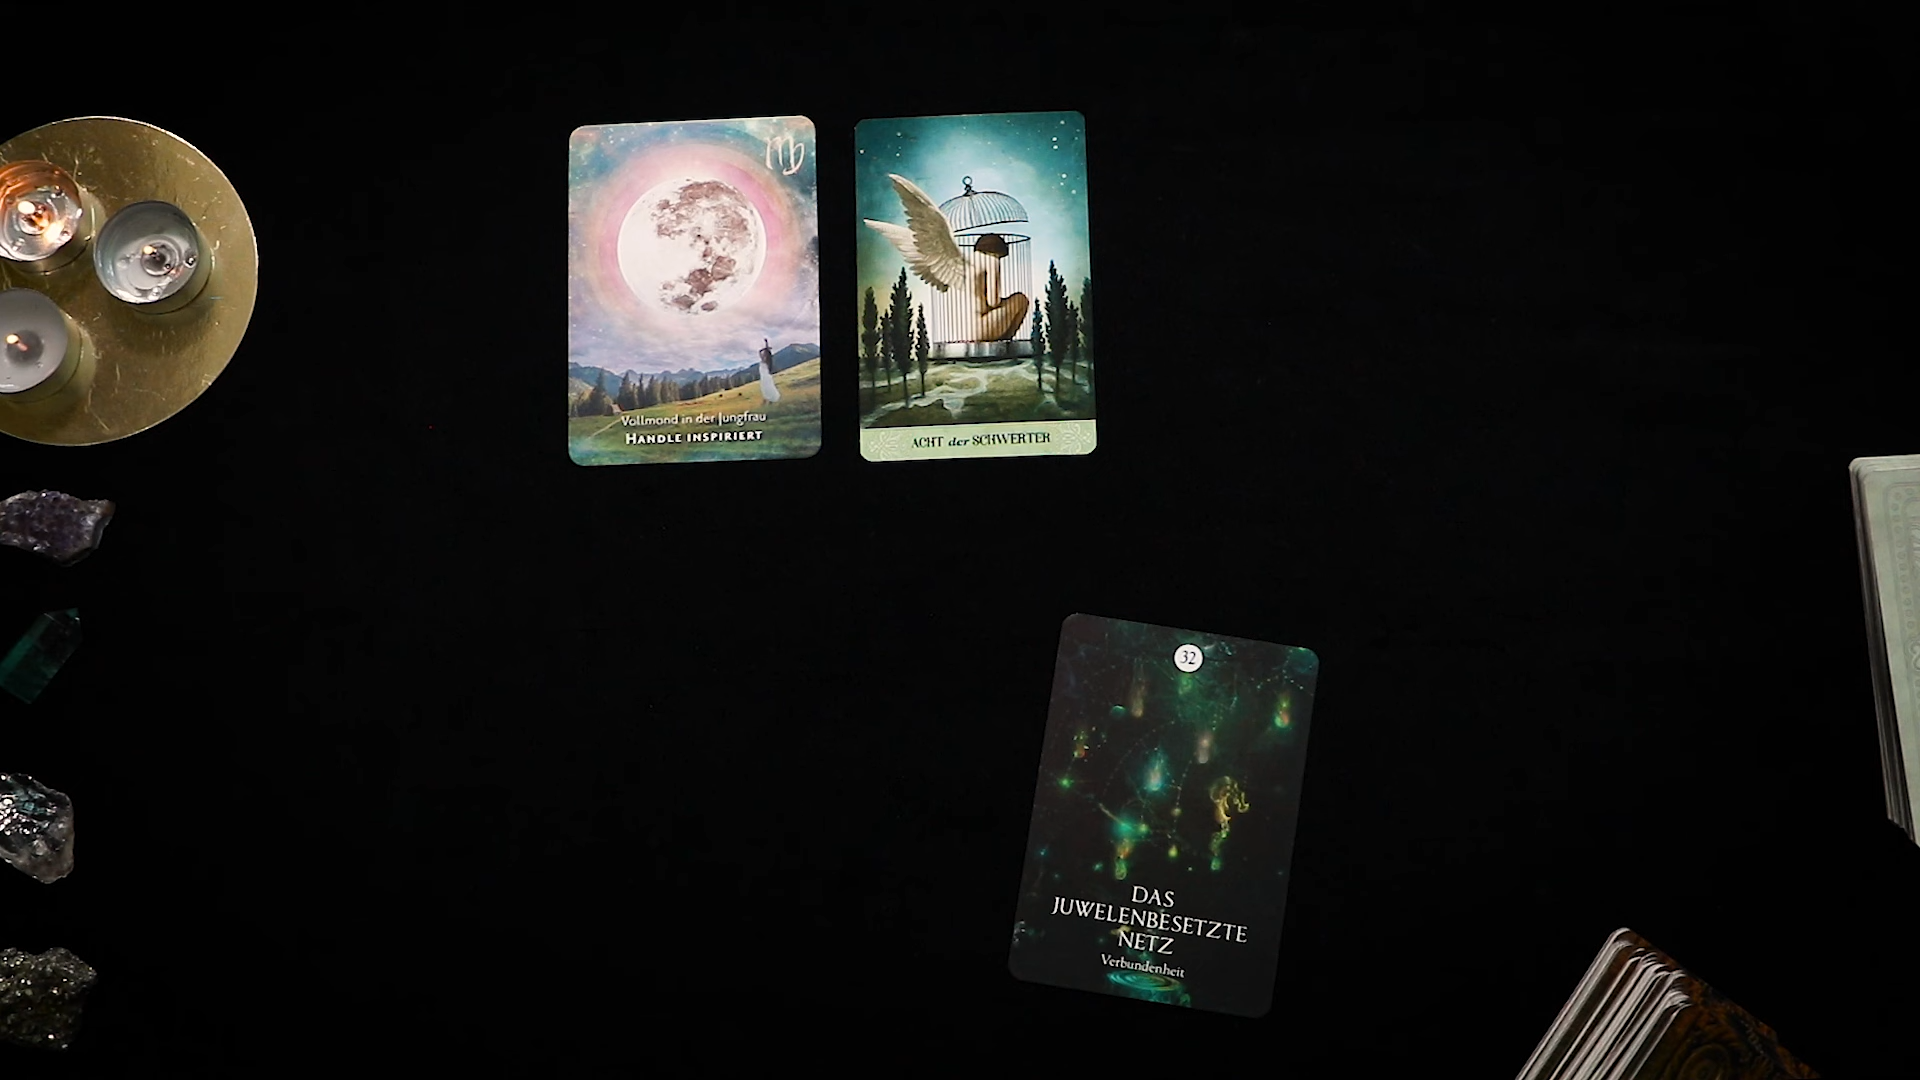 Vollmond in der Jungfrau
HANDLE INSPIRIERT
ACHT der SCHWERTER
32
DAS
JUWELENBESETZTE
NETZ
Verbundenheit